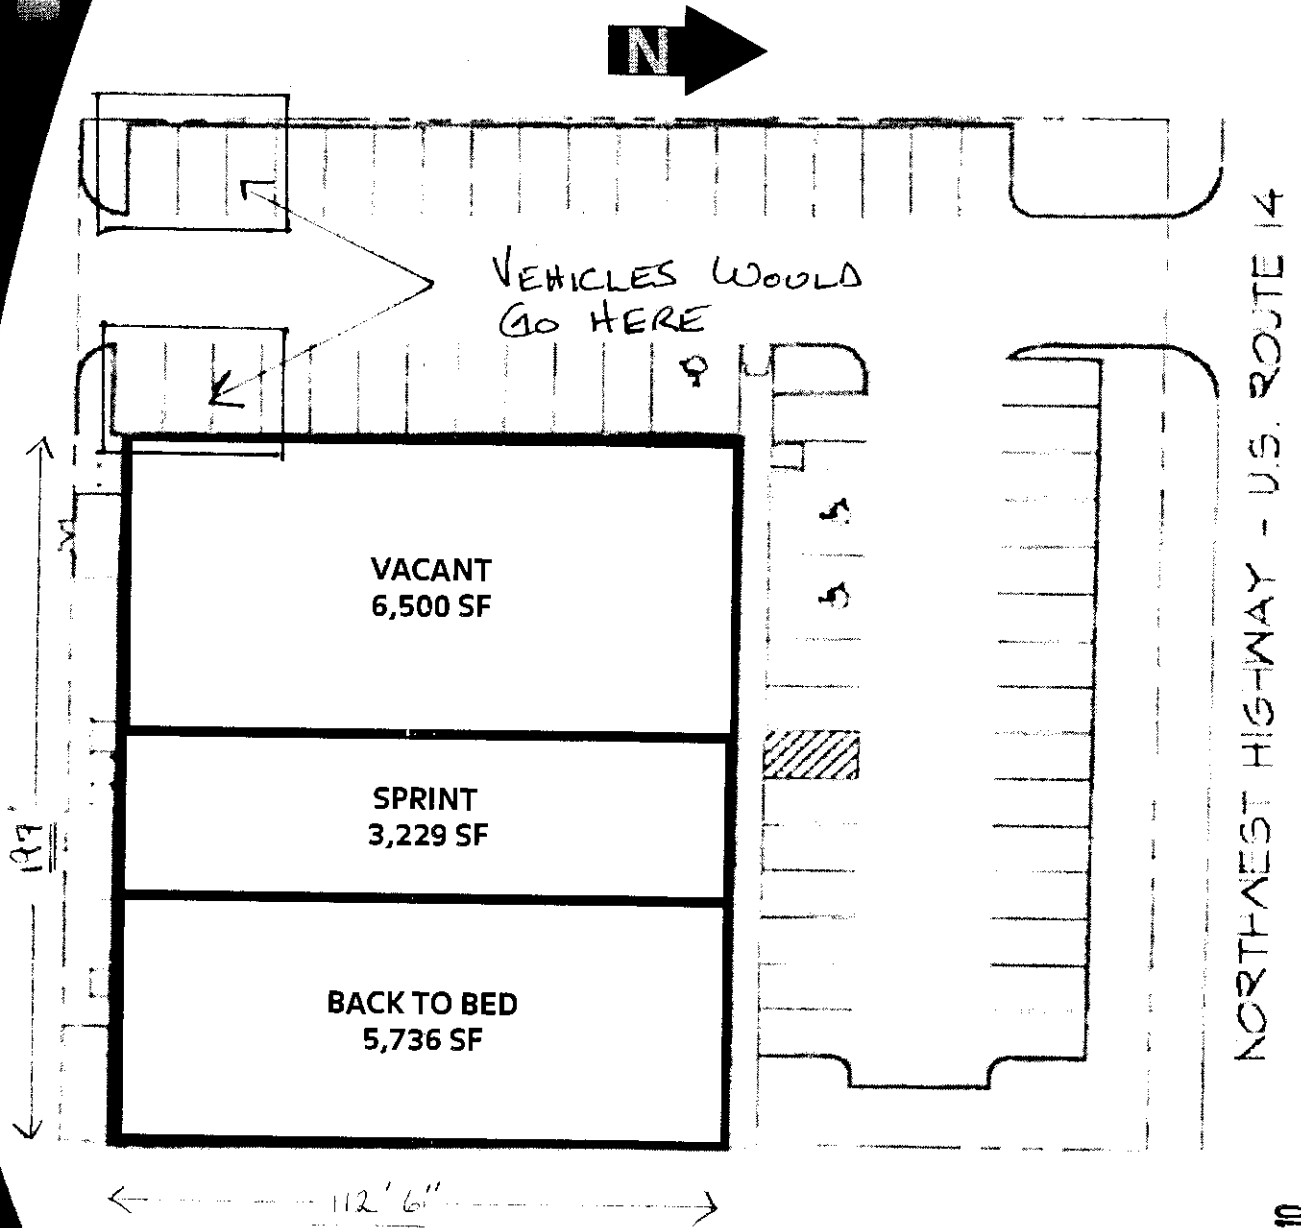 N
VEHICLES WOULD
GO HERE
VACANT
6,500 SF
SPRINT
3,229 SF
BACK TO BED
5,736 SF
NORTHWEST HIGHWAY - U.S. ROUTE 14
112' 6"
10